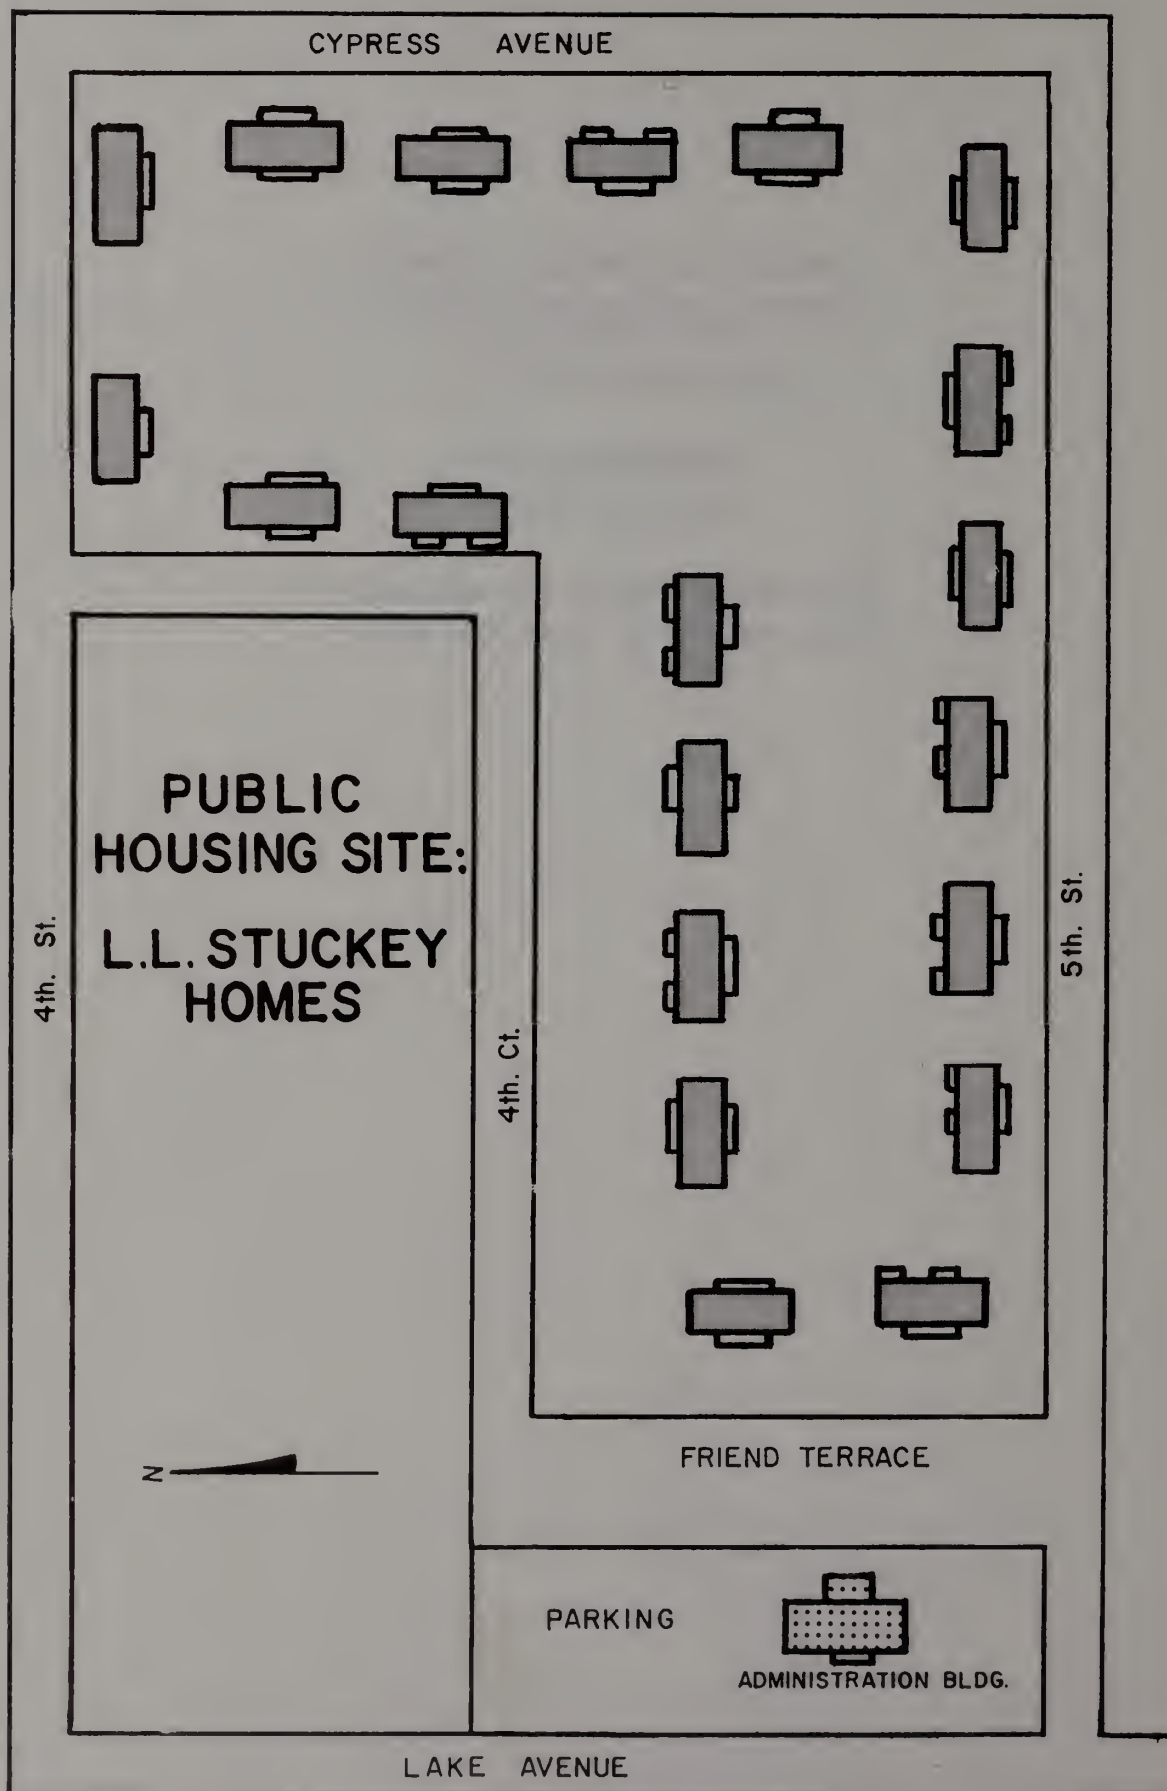 CYPRESS AVENUE
PUBLIC
HOUSING SITE:
L.L. STUCKEY
HOMES
4th. St.
4th. Ct.
5th. St.
N
FRIEND TERRACE
PARKING
ADMINISTRATION BLDG.
LAKE AVENUE